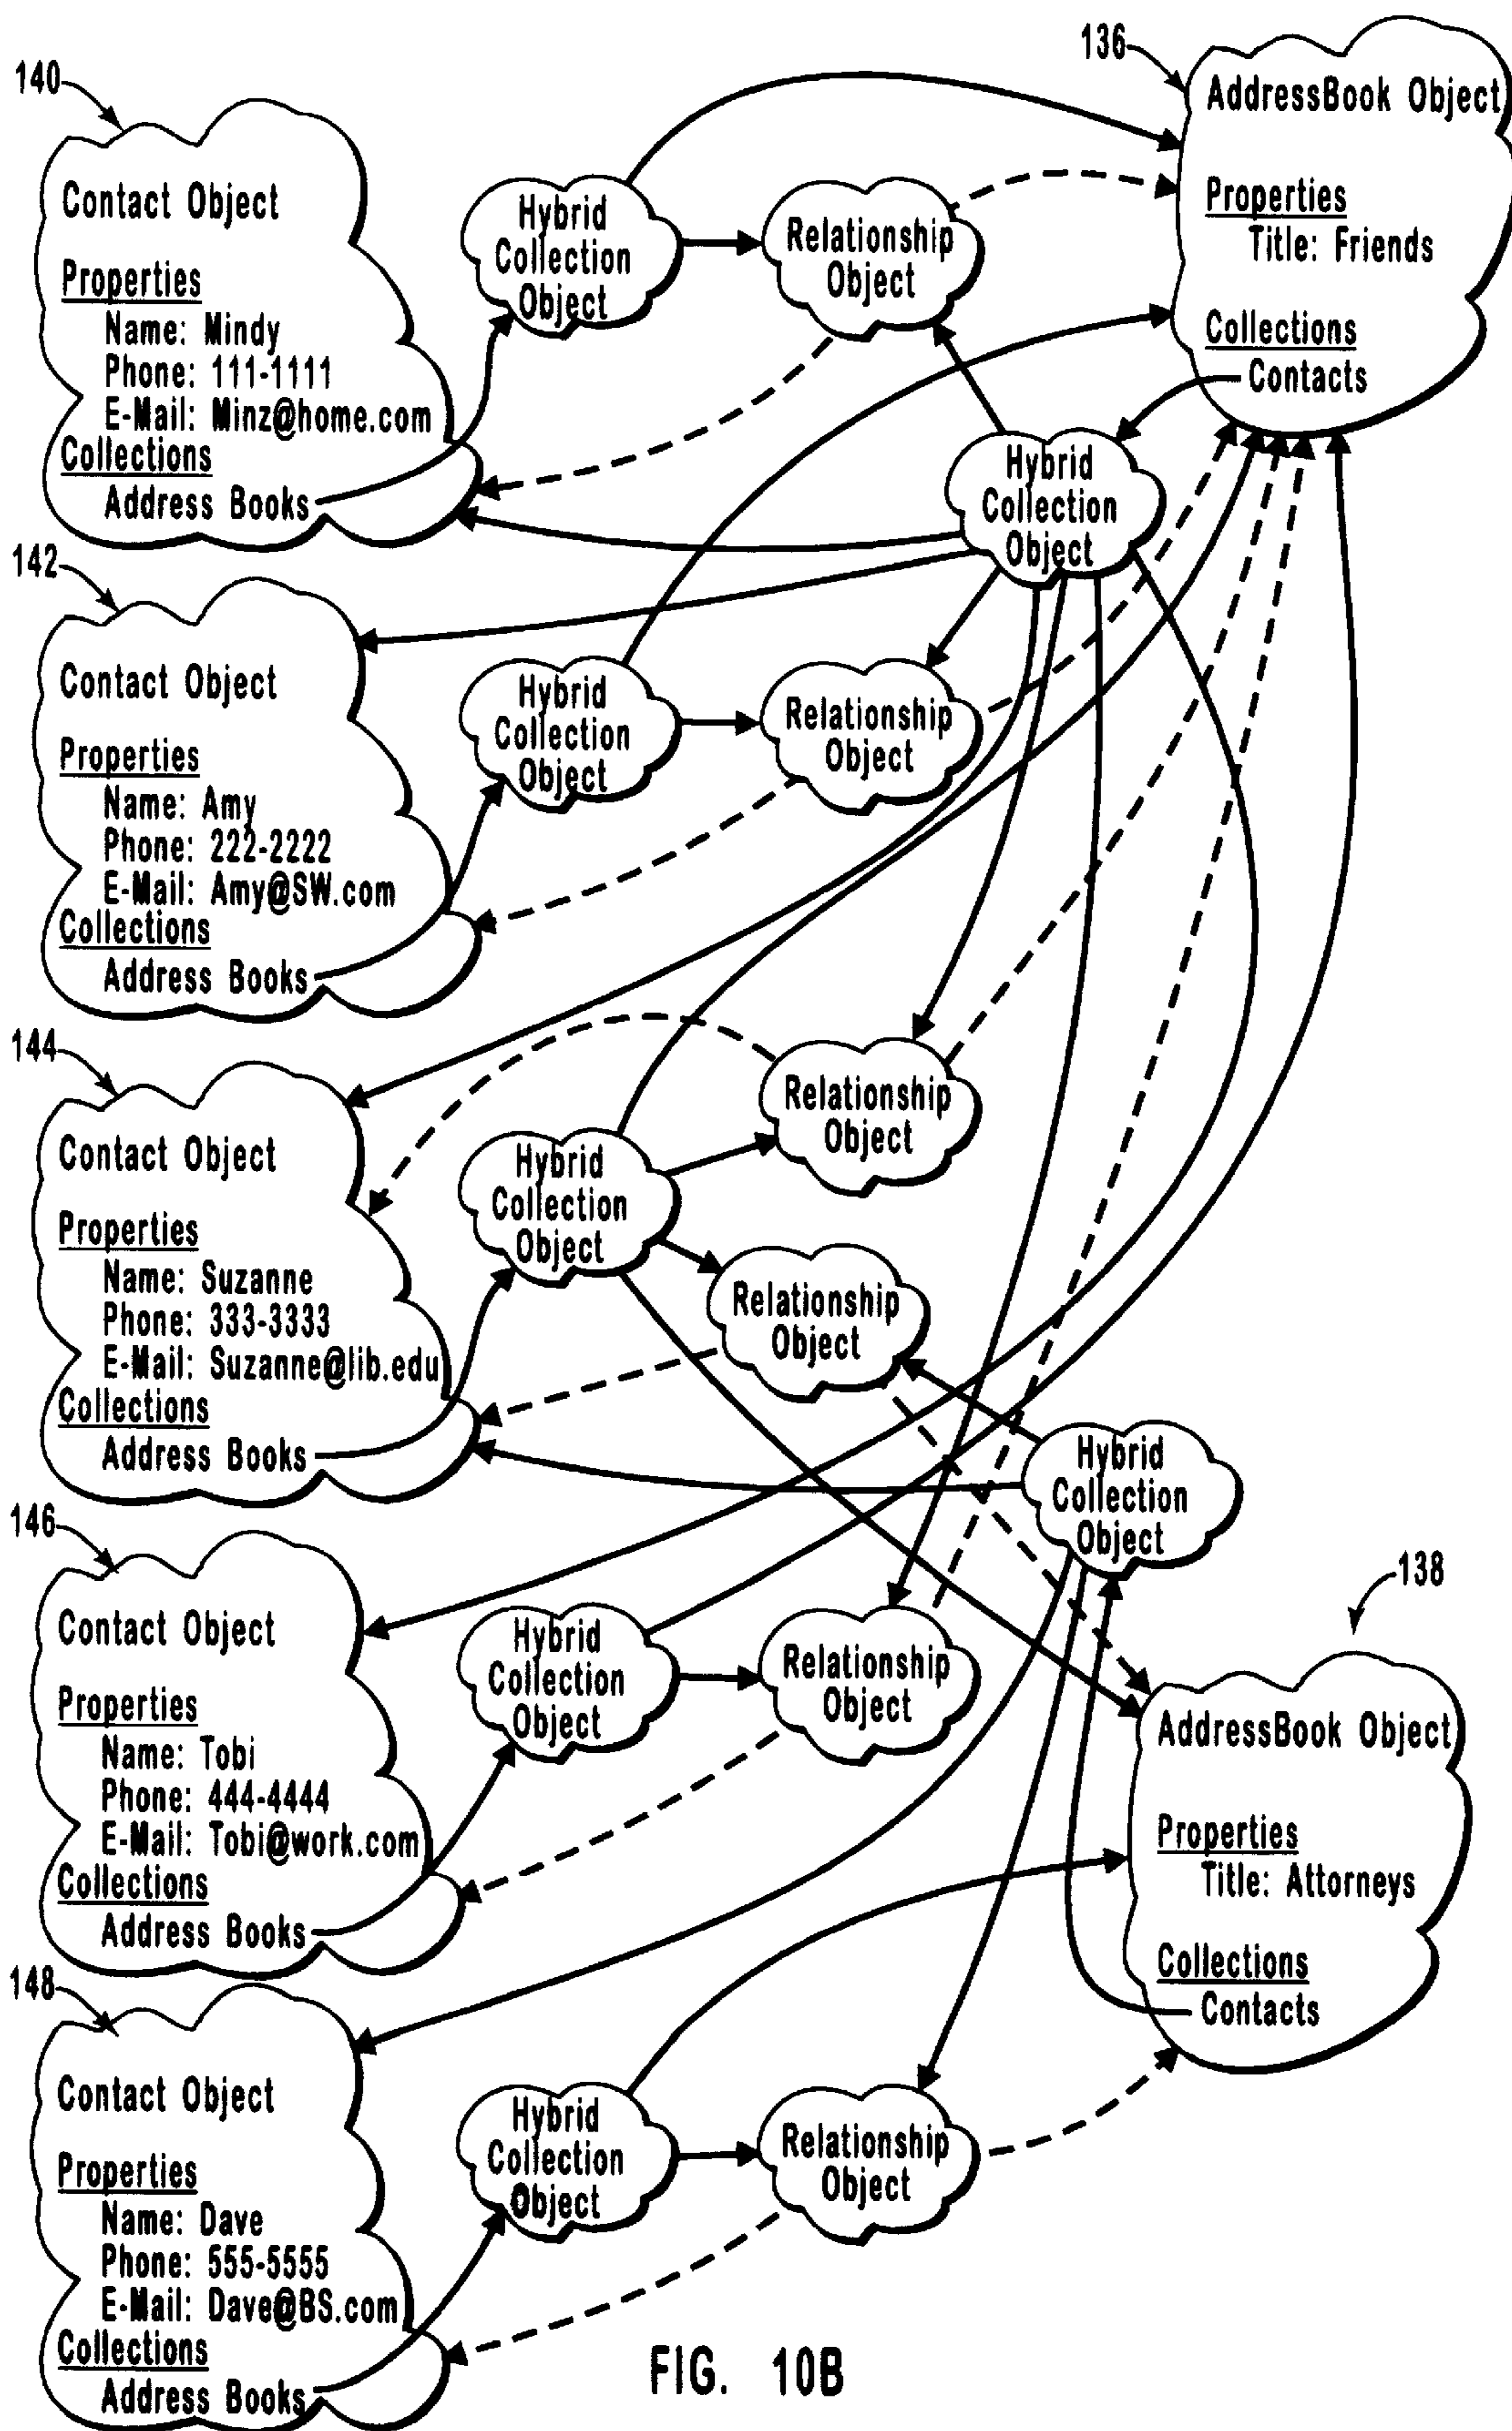 136
AddressBook Object
Properties
Title: Friends
Collections
Contacts
140
Contact Object
Properties
Name: Mindy
Phone: 111-1111
E-Mail: Minz@home.com
Collections
Address Books
Hybrid
Collection
Object
Relationship
Object
Hybrid
Collection
Object
142
Contact Object
Properties
Name: Amy
Phone: 222-2222
E-Mail: Amy@SW.com
Collections
Address Books
Hybrid
Collection
Object
Relationship
Object
144
Contact Object
Properties
Name: Suzanne
Phone: 333-3333
E-Mail: Suzanne@lib.edu
Collections
Address Books
Hybrid
Collection
Object
Relationship
Object
Relationship
Object
Hybrid
Collection
Object
146
Contact Object
Properties
Name: Tobi
Phone: 444-4444
E-Mail: Tobi@work.com
Collections
Address Books
Hybrid
Collection
Object
Relationship
Object
138
AddressBook Object
Properties
Title: Attorneys
Collections
Contacts
148
Contact Object
Properties
Name: Dave
Phone: 555-5555
E-Mail: Dave@BS.com
Collections
Address Books
Hybrid
Collection
Object
Relationship
Object
FIG. 10B